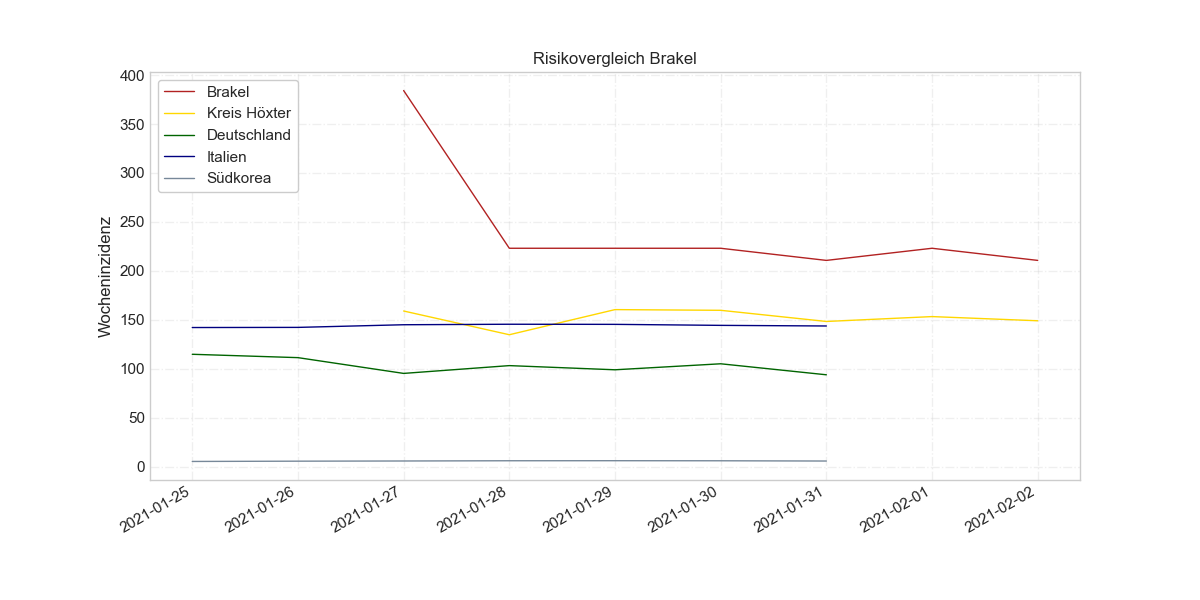 Risikovergleich Brakel
Wocheninzidenz
400
350
300
250
200
150
100
50
0
Brakel
Kreis Höxter
Deutschland
Italien
Südkorea
2021-01-25
2021-01-26
2021-01-27
2021-01-28
2021-01-29
2021-01-30
2021-01-31
2021-02-01
2021-02-02